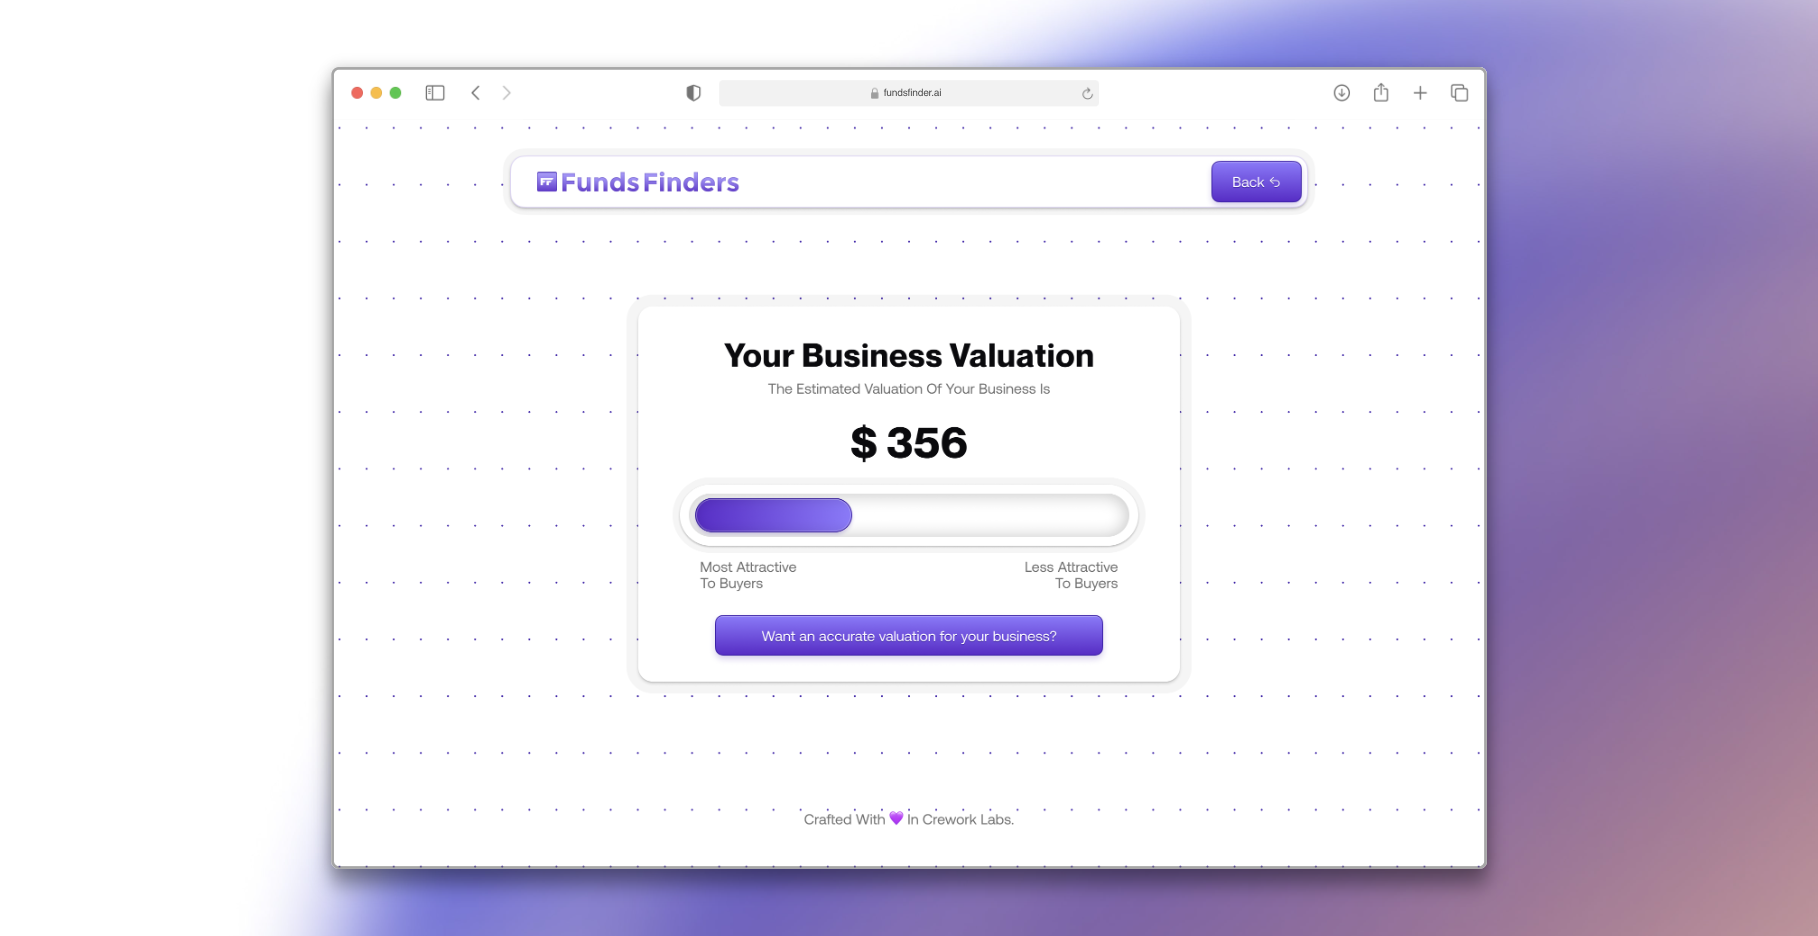 fundsfinder.ai
Funds Finders
Back
Your Business Valuation
The Estimated Valuation Of Your Business Is
$ 356
Most Attractive
To Buyers
Less Attractive
To Buyers
Want an accurate valuation for your business?
Crafted With 💜 In Crework Labs.